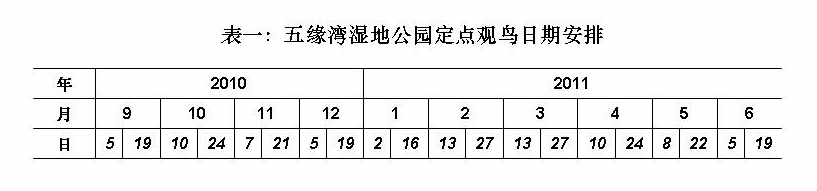 表一：五缘湾湿地公园定点观鸟日期安排
年 2010 2011
月 9 10 11 12 1 2 3 4 5 6
日 5 19 10 24 7 21 5 19 2 16 13 27 13 27 10 24 8 22 5 19